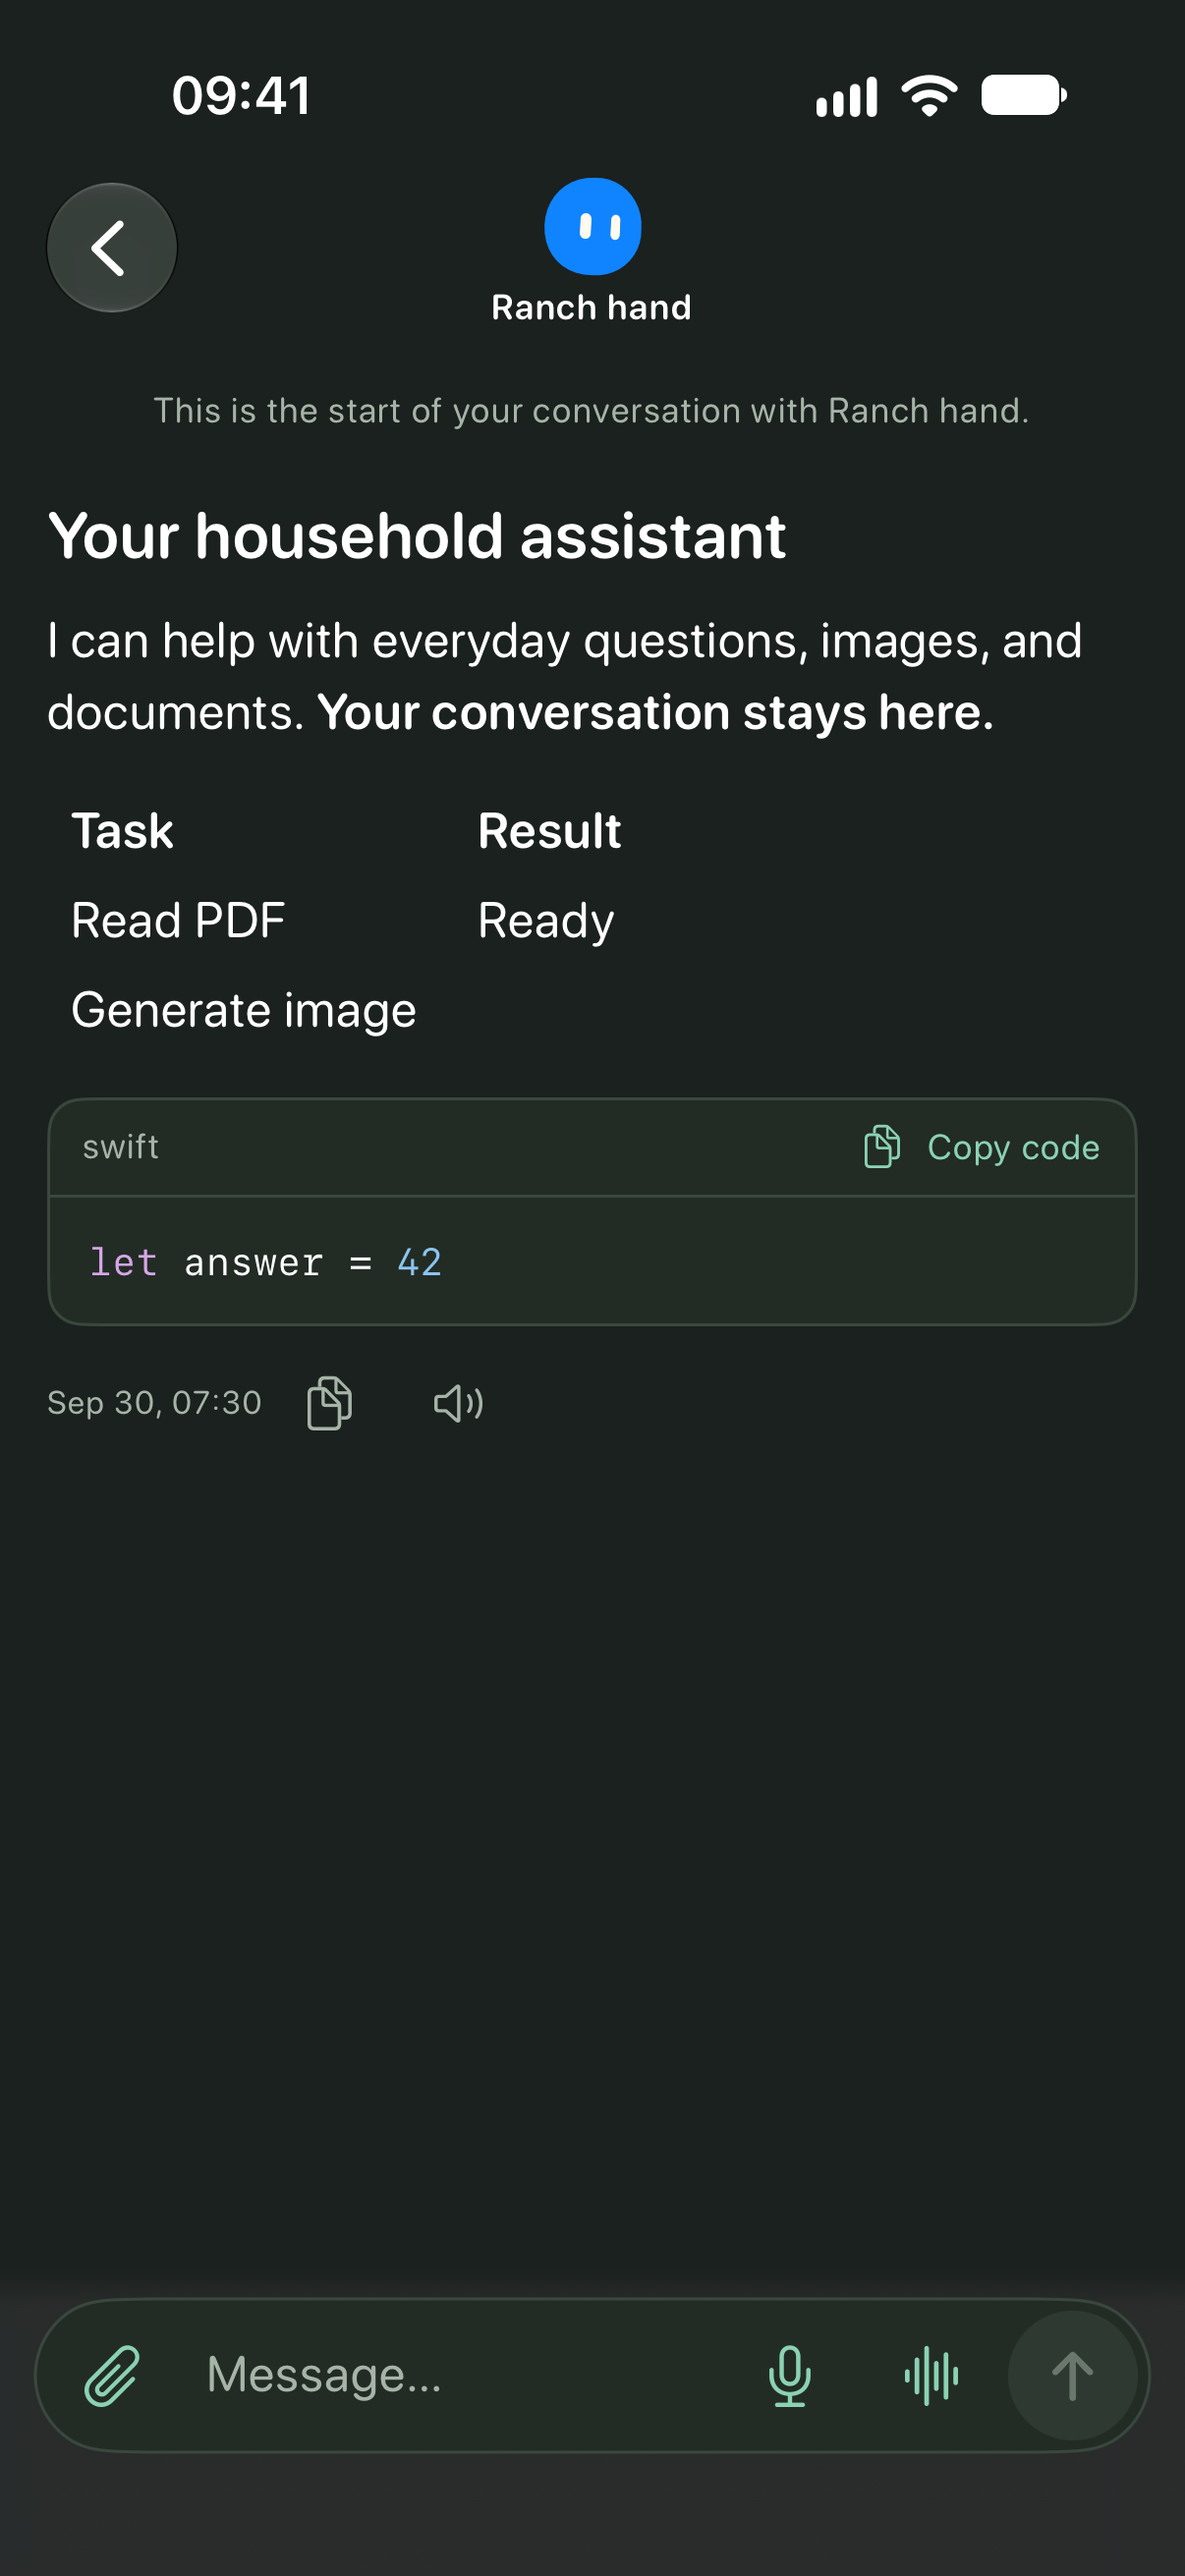 09:41
Ranch hand
This is the start of your conversation with Ranch hand.
Your household assistant
I can help with everyday questions, images, and
documents. Your conversation stays here.
Task Result
Read PDF Ready
Generate image
swift Copy code
let answer = 42
Sep 30, 07:30
Message...